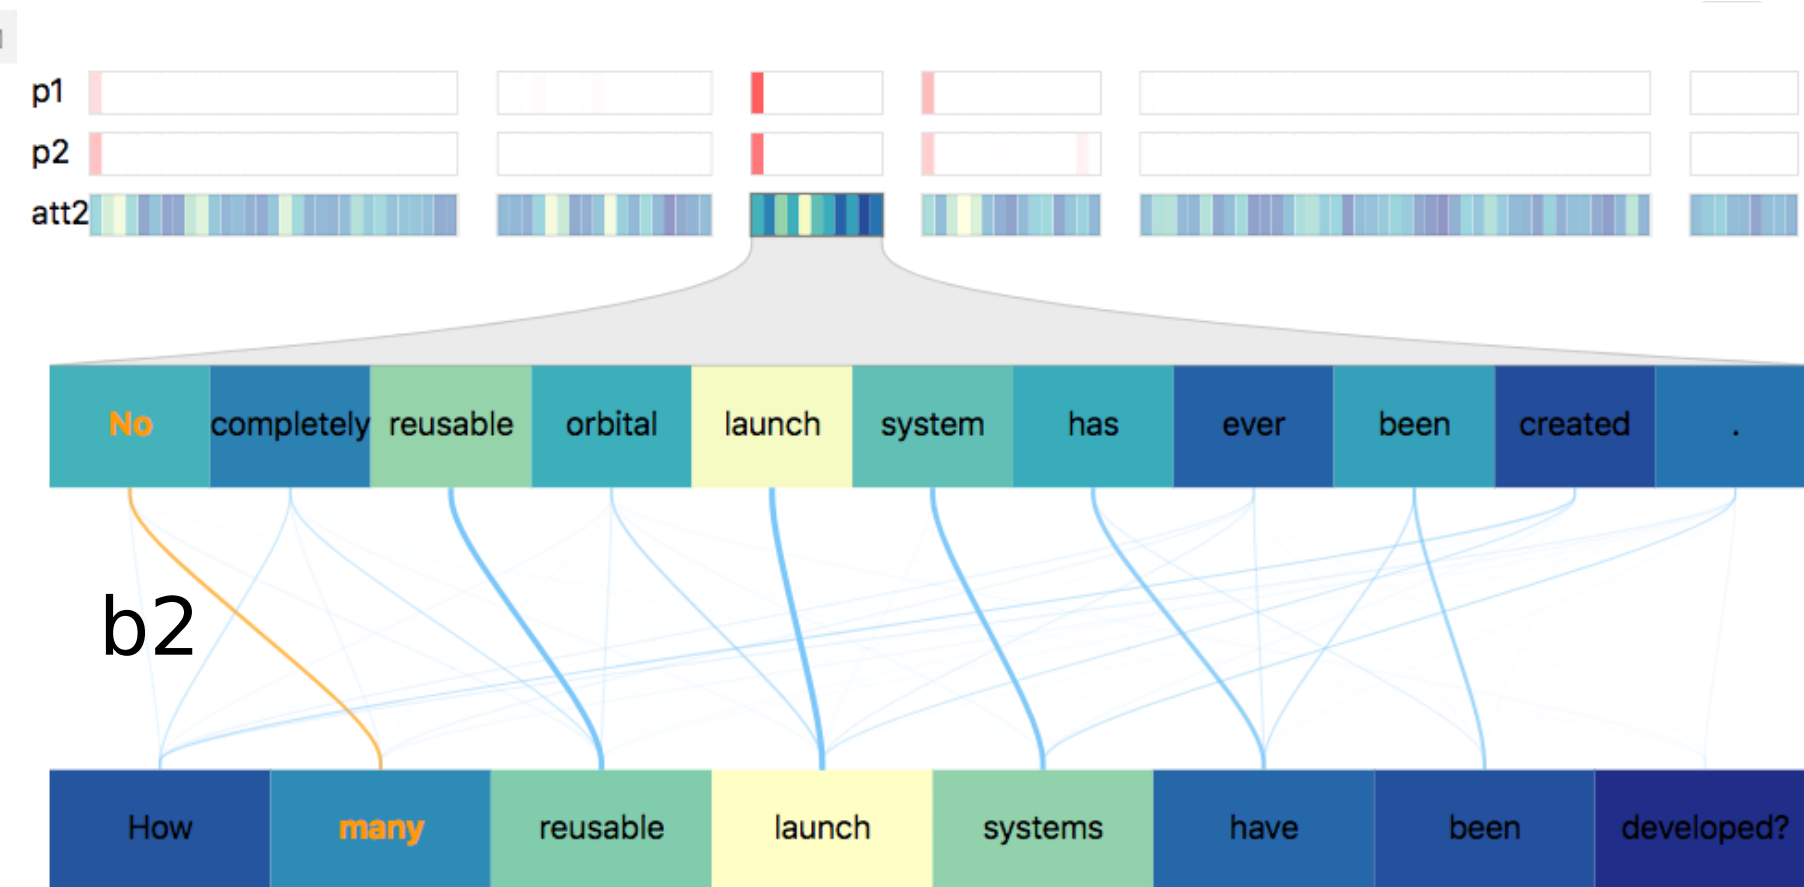 p1
p2
att2
No completely reusable orbital launch system has ever been created .
b2
How many reusable launch systems have been developed?